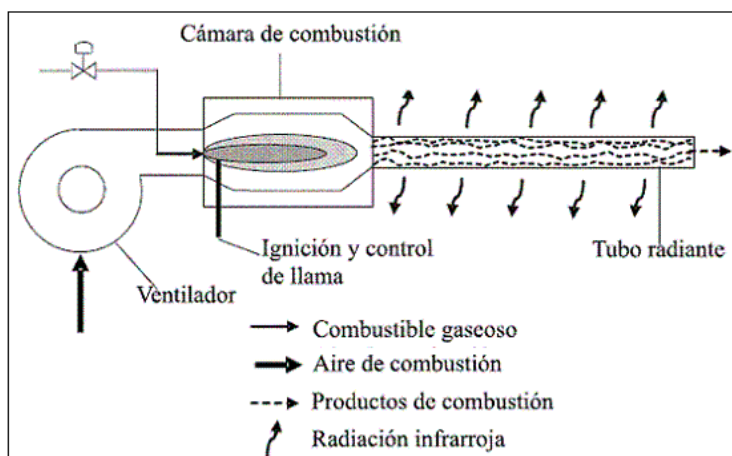 Cámara de combustión
Ignición y control
de llama
Tubo radiante
Ventilador
Combustible gaseoso
Aire de combustión
Productos de combustión
Radiación infrarroja